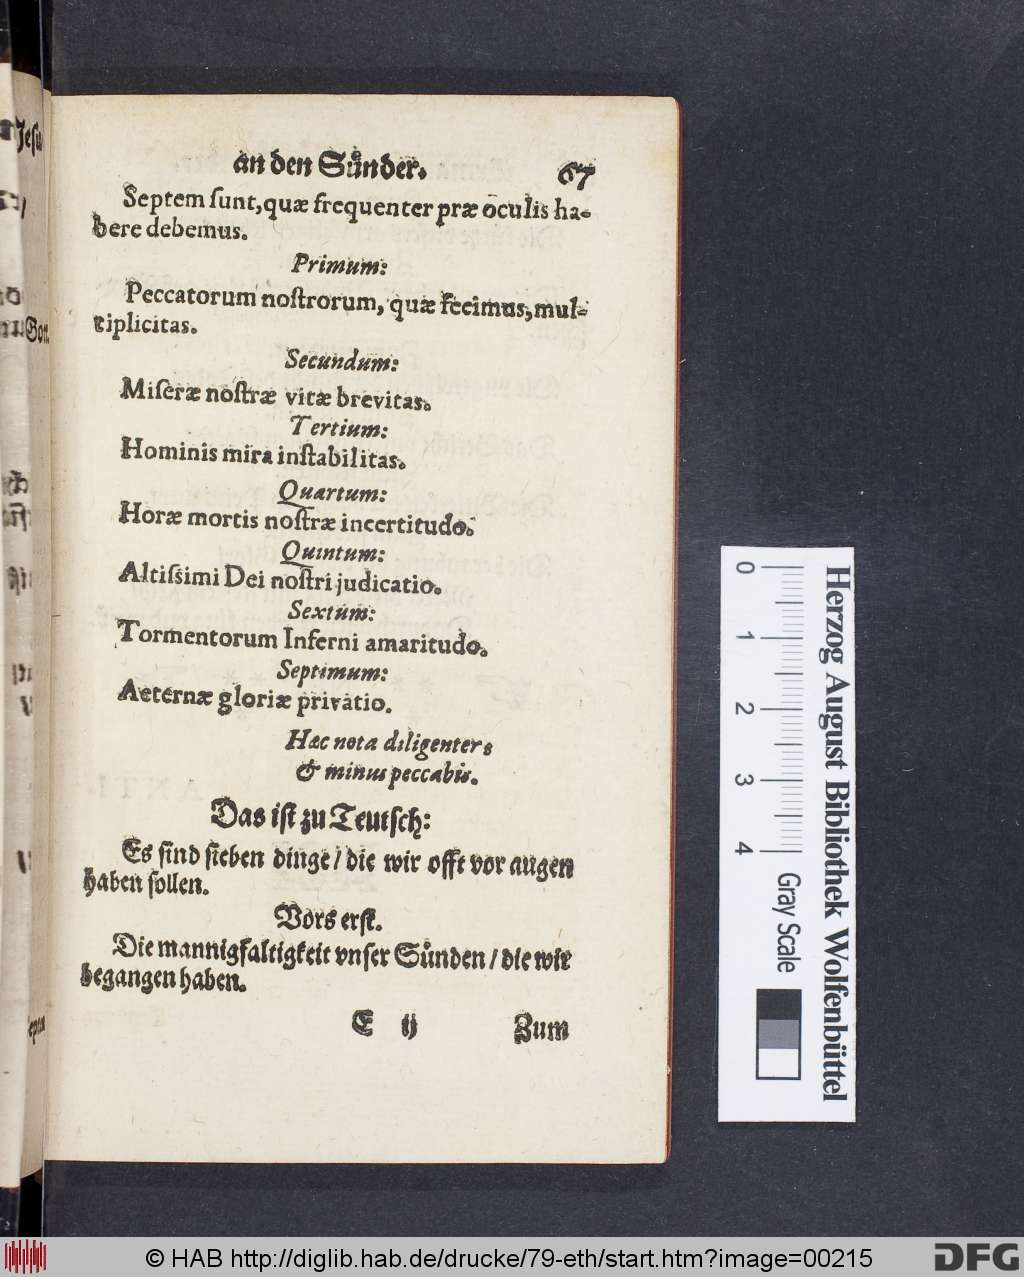 an den Sůnder. 67
Septem ſunt, quæ frequenter præ oculis ha-
bere debemus.
Primum:
Peccatorum noſtrorum, quæ fecimus, mul-
tiplicitas.
Secundum:
Miſeræ noſtræ vitæ brevitas.
Tertium:
Hominis mira inſtabilitas.
Quartum:
Horæ mortis noſtræ incertitudo.
Quintum:
Altiſsimi Dei noſtri judicatio.
Sextum:
Tormentorum Inferni amaritudo.
Septimum:
Aeternæ gloriæ privatio.
Hæc nota diligenter,
& minus peccabis.
Das iſt zu Teutſch:
Es ſind ſieben dinge / die wir offt vor augen
haben ſollen.
Vors erſt.
Die mannigfaltigkeit vnſer Sůnden / die wir
begangen haben.
E ij Zum
Jeſu
0 1 2 3 4
Gray Scale
Herzog August Bibliothek Wolfenbüttel
© HAB http://diglib.hab.de/drucke/79-eth/start.htm?image=00215
DFG